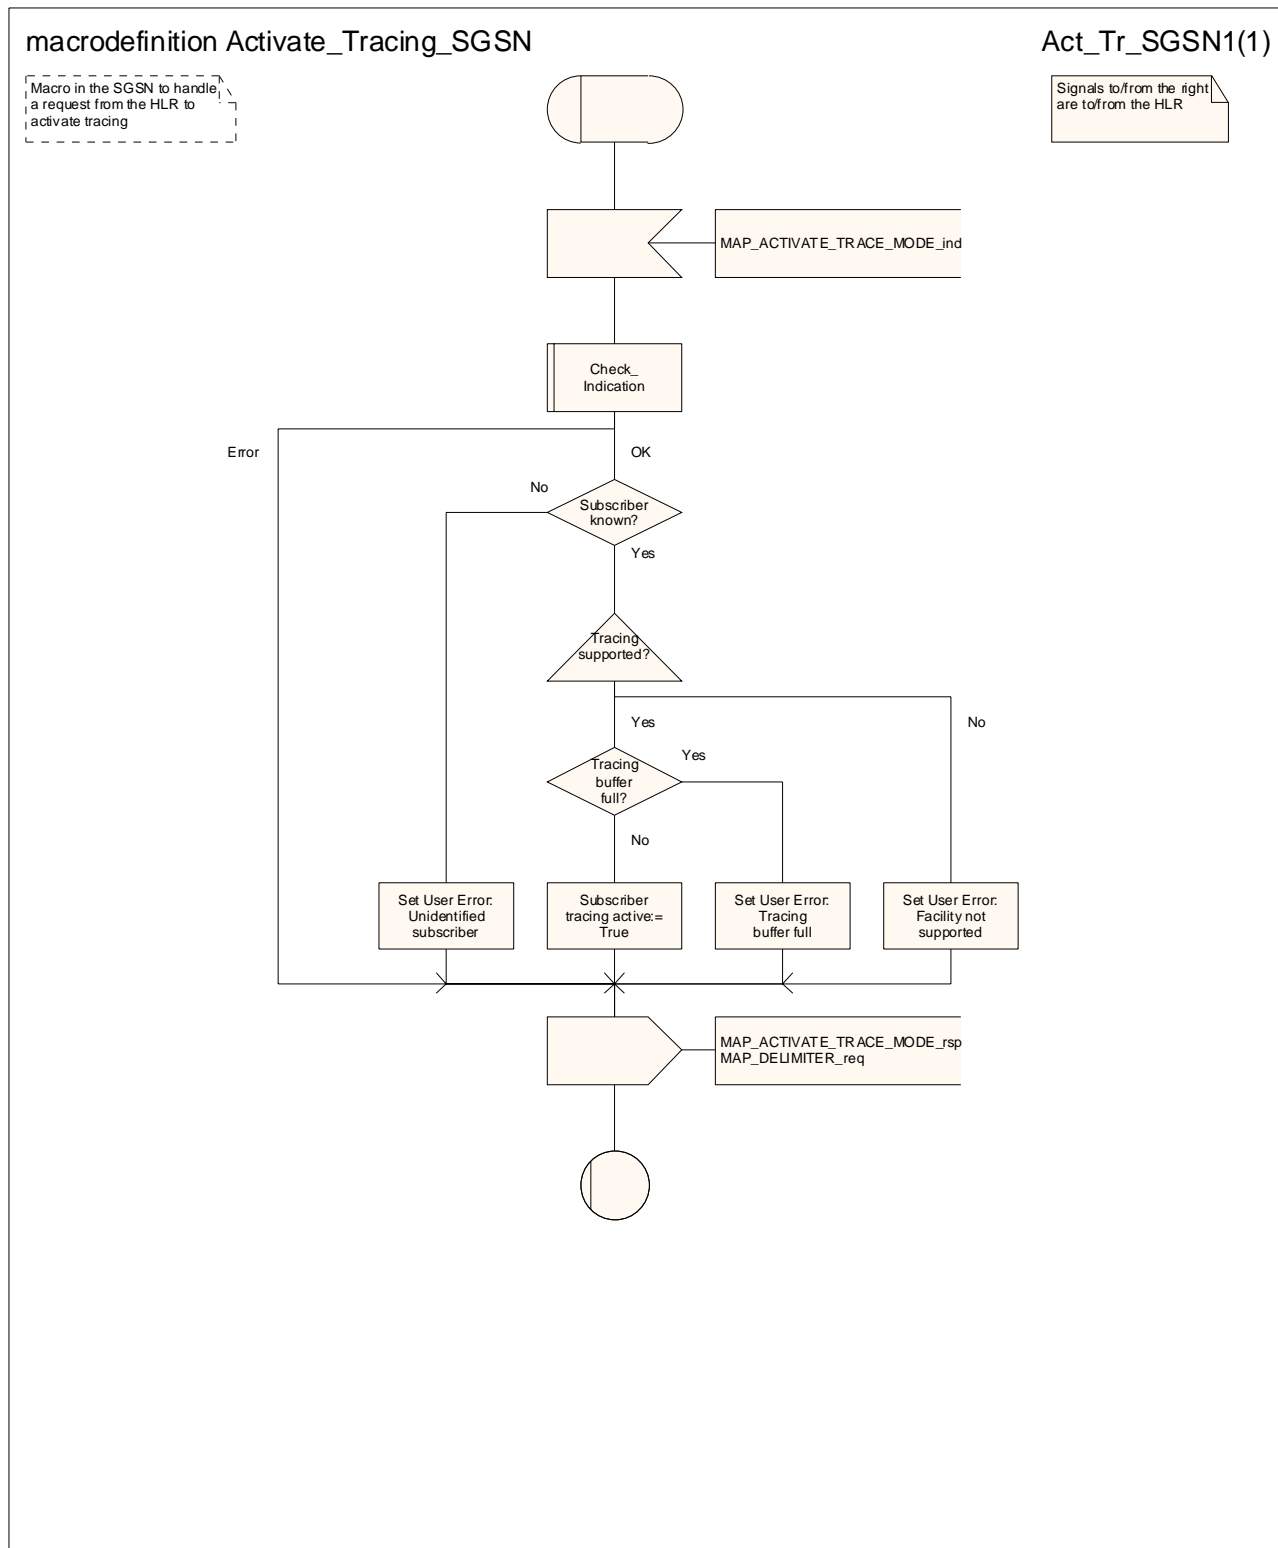 macrodefinition Activate_Tracing_SGSN
Act_Tr_SGSN1(1)
Macro in the SGSN to handle
a request from the HLR to
activate tracing
Signals to/from the right
are to/from the HLR
MAP_ACTIVATE_TRACE_MODE_ind
Check_
Indication
Error
OK
No
Subscriber
known?
Yes
Tracing
supported?
Yes
No
Yes
Tracing
buffer
full?
No
Set User Error:
Unidentified
subscriber
Subscriber
tracing active:=
True
Set User Error:
Tracing
buffer full
Set User Error:
Facility not
supported
MAP_ACTIVATE_TRACE_MODE_rsp
MAP_DELIMITER_req